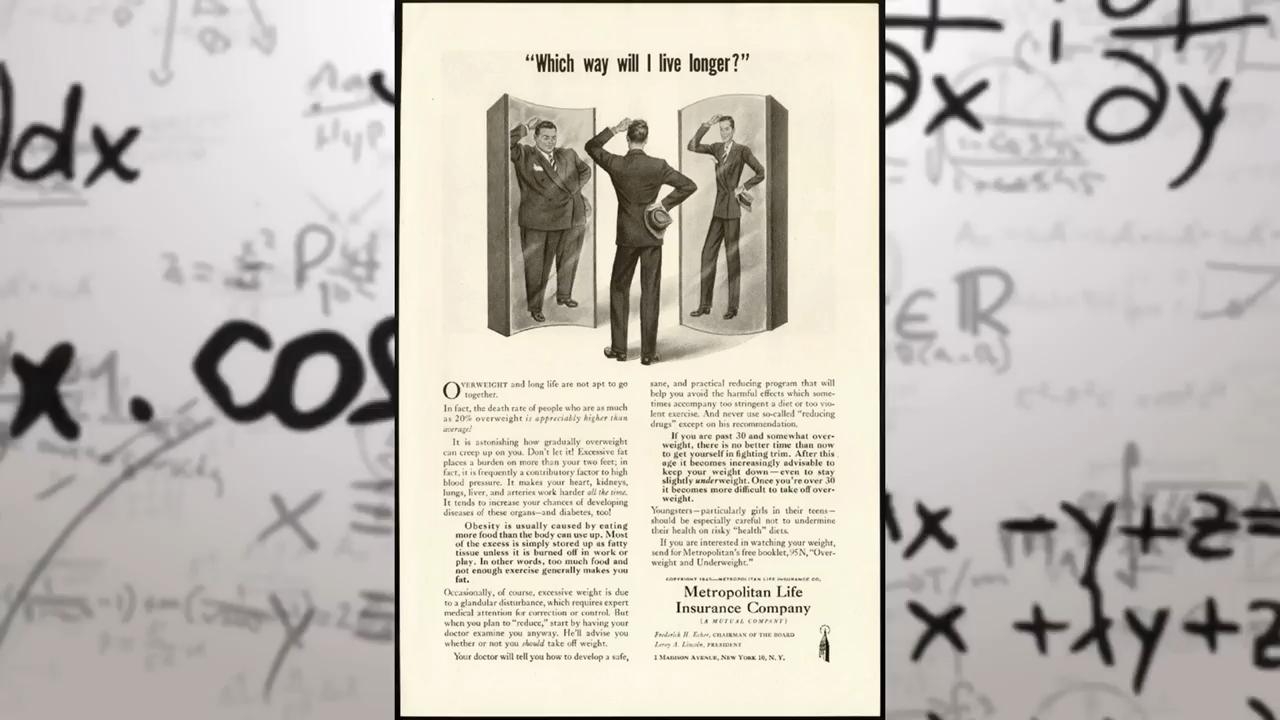 "Which way will I live longer?"
OVERWEIGHT and long life are not apt to go
together.
In fact, the death rate of people who are as much
as 20% overweight is appreciably higher than
average!
It is astonishing how gradually overweight
can creep up on you. Don't let it! Excessive fat
places a burden on more than your two feet; in
fact, it is frequently a contributory factor to high
blood pressure. It makes your heart, kidneys,
lungs, liver, and arteries work harder all the time.
It tends to increase your chances of developing
diseases of these organs—and diabetes, too!
Obesity is usually caused by eating
more food than the body can use up. Most
of the excess is simply stored up as fatty
tissue unless it is burned off in work or
play. In other words, too much food and
not enough exercise generally makes you
fat.
Occasionally, of course, excessive weight is due
to a glandular disturbance, which requires expert
medical attention for correction or control. But
when you plan to "reduce," start by having your
doctor examine you anyway. He'll advise you
whether or not you should take off weight.
Your doctor will tell you how to develop a safe,
sane, and practical reducing program that will
help you avoid the harmful effects which some-
times accompany too stringent a diet or too vio-
lent exercise. And never use so-called "reducing
drugs" except on his recommendation.
If you are past 30 and somewhat over-
weight, there is no better time than now
to get yourself in fighting trim. After this
age it becomes increasingly advisable to
keep your weight down—even to stay
slightly underweight. Once you're over 30
it becomes more difficult to take off over-
weight.
Youngsters—particularly girls in their teens—
should be especially careful not to undermine
their health on risky "health" diets.
If you are interested in watching your weight,
send for Metropolitan's free booklet, 95N, "Over-
weight and Underweight."
COPYRIGHT 1945—METROPOLITAN LIFE INSURANCE CO.
Metropolitan Life
Insurance Company
(A MUTUAL COMPANY)
Frederick H. Ecker, CHAIRMAN OF THE BOARD
Leroy A. Lincoln, PRESIDENT
1 MADISON AVENUE, NEW YORK 10, N. Y.
)dx
∂x
∂y
x . cos
∈ ℝ
x - y + z =
x + λy + z